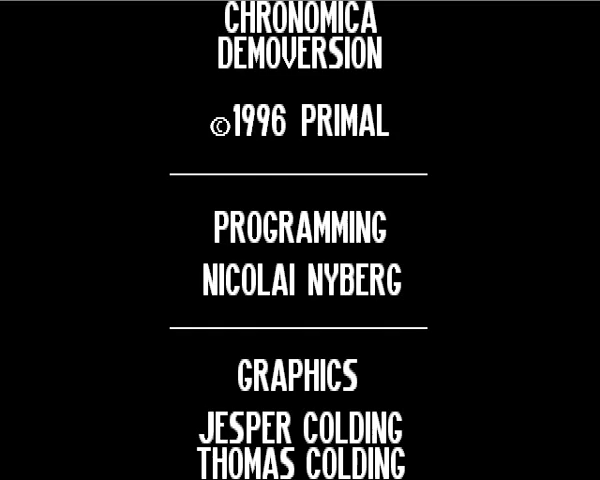 CHRONOMICA
DEMOVERSION
©1996 PRIMAL
PROGRAMMING
NICOLAI NYBERG
GRAPHICS
JESPER COLDING
THOMAS COLDING